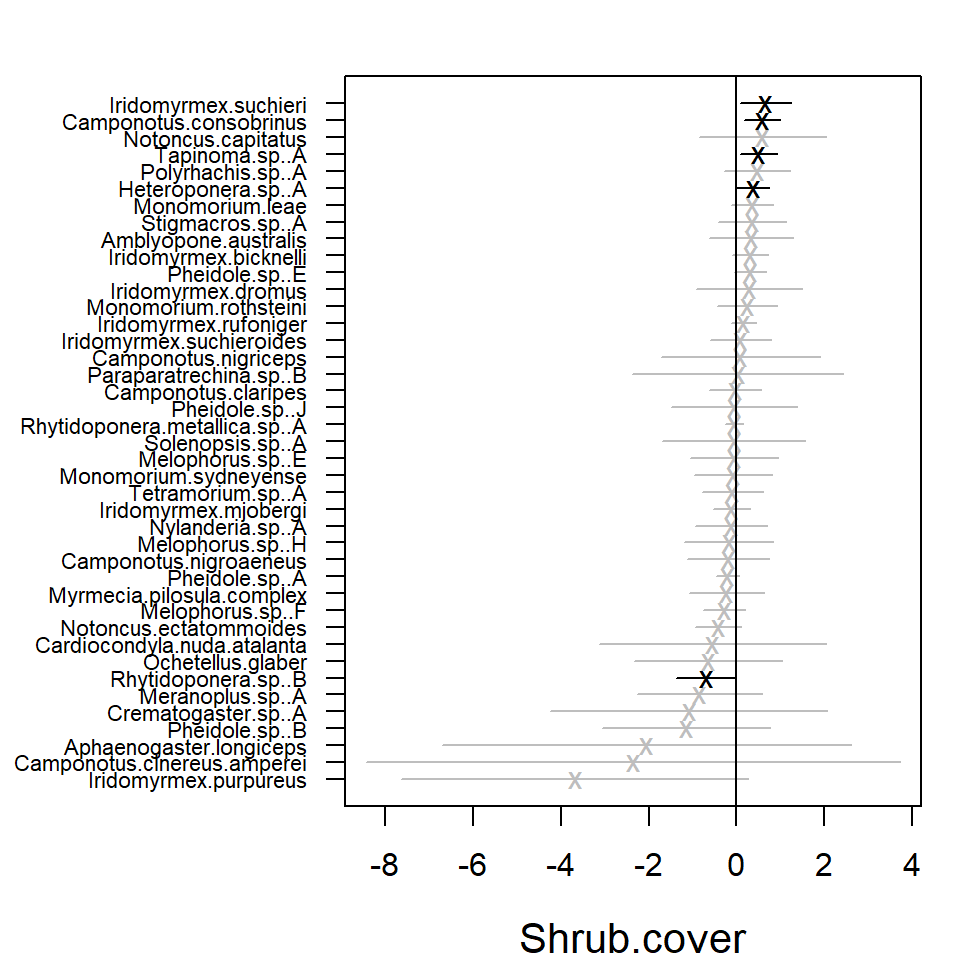 Iridomyrmex.suchieri
Camponotus.consobrinus
Notoncus.capitatus
Tapinoma.sp..A
Polyrhachis.sp..A
Heteroponera.sp..A
Monomorium.leae
Stigmacros.sp..A
Amblyopone.australis
Iridomyrmex.bicknelli
Pheidole.sp..E
Iridomyrmex.dromus
Monomorium.rothsteini
Iridomyrmex.rufoniger
Iridomyrmex.suchieroides
Camponotus.nigriceps
Paraparatrechina.sp..B
Camponotus.claripes
Pheidole.sp..J
Rhytidoponera.metallica.sp..A
Solenopsis.sp..A
Melophorus.sp..E
Monomorium.sydneyense
Tetramorium.sp..A
Iridomyrmex.mjobergi
Nylanderia.sp..A
Melophorus.sp..H
Camponotus.nigroaeneus
Pheidole.sp..A
Myrmecia.pilosula.complex
Melophorus.sp..F
Notoncus.ectatommoides
Cardiocondyla.nuda.atalanta
Ochetellus.glaber
Rhytidoponera.sp..B
Meranoplus.sp..A
Crematogaster.sp..A
Pheidole.sp..B
Aphaenogaster.longiceps
Camponotus.cinereus.amperei
Iridomyrmex.purpureus
-8 -6 -4 -2 0 2 4
Shrub.cover